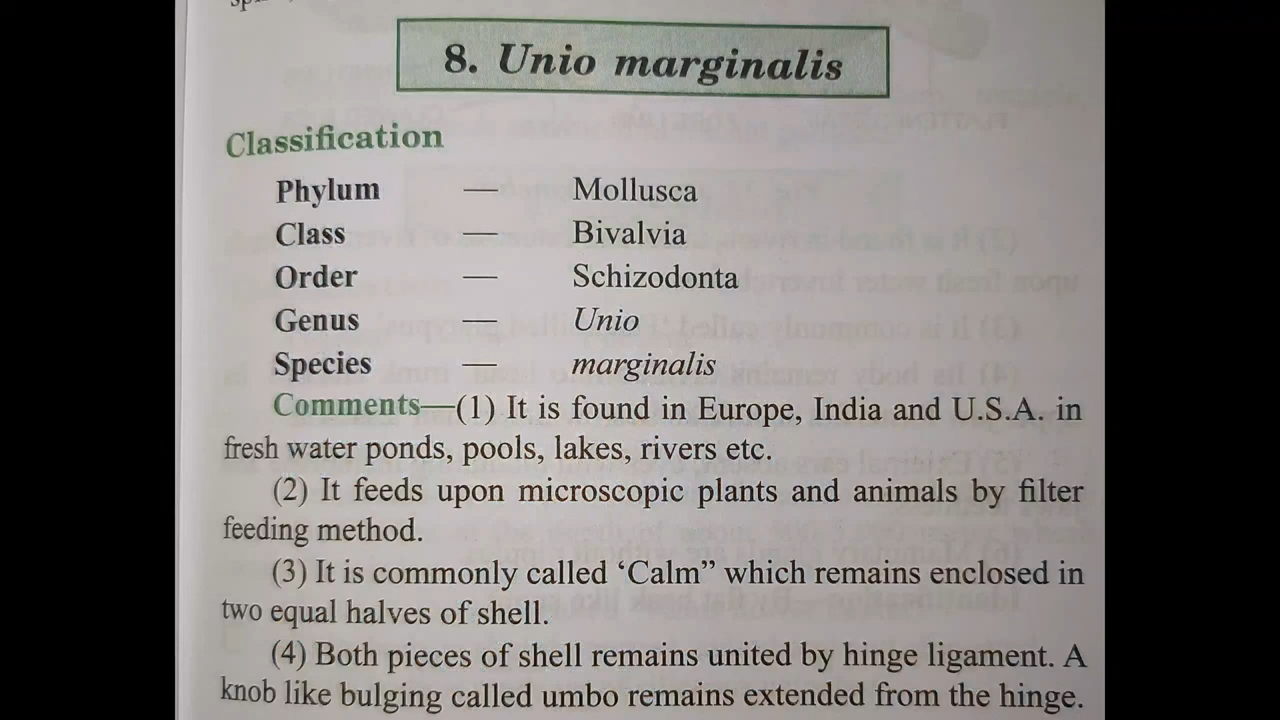 8. Unio marginalis
Classification
Phylum — Mollusca
Class — Bivalvia
Order — Schizodonta
Genus — Unio
Species — marginalis
Comments—(1) It is found in Europe, India and U.S.A. in
fresh water ponds, pools, lakes, rivers etc.
(2) It feeds upon microscopic plants and animals by filter
feeding method.
(3) It is commonly called ‘Calm” which remains enclosed in
two equal halves of shell.
(4) Both pieces of shell remains united by hinge ligament. A
knob like bulging called umbo remains extended from the hinge.